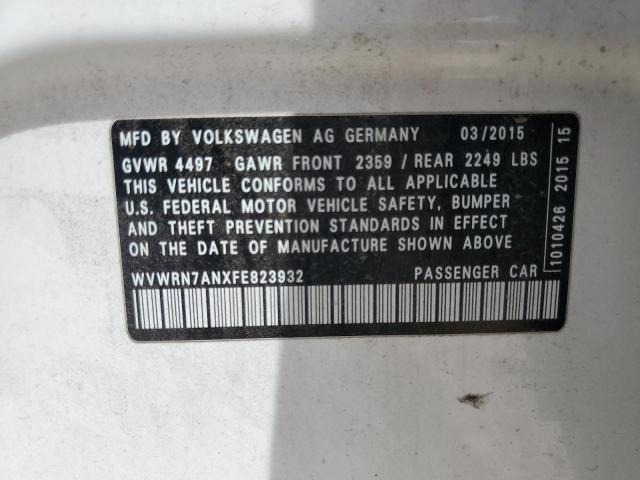 MFD BY VOLKSWAGEN AG GERMANY 03/2015
GVWR 4497 GAWR FRONT 2359 / REAR 2249 LBS
THIS VEHICLE CONFORMS TO ALL APPLICABLE
U.S. FEDERAL MOTOR VEHICLE SAFETY, BUMPER
AND THEFT PREVENTION STANDARDS IN EFFECT
ON THE DATE OF MANUFACTURE SHOWN ABOVE
WVWRN7ANXFE823932 PASSENGER CAR
1010426 2015 15